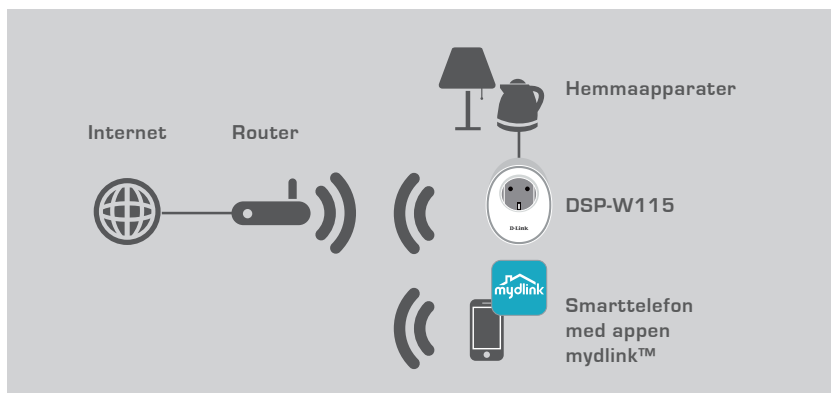 Hemmaapparater
Internet
Router
DSP-W115
D-Link
mydlink
Smarttelefon
med appen
mydlink™